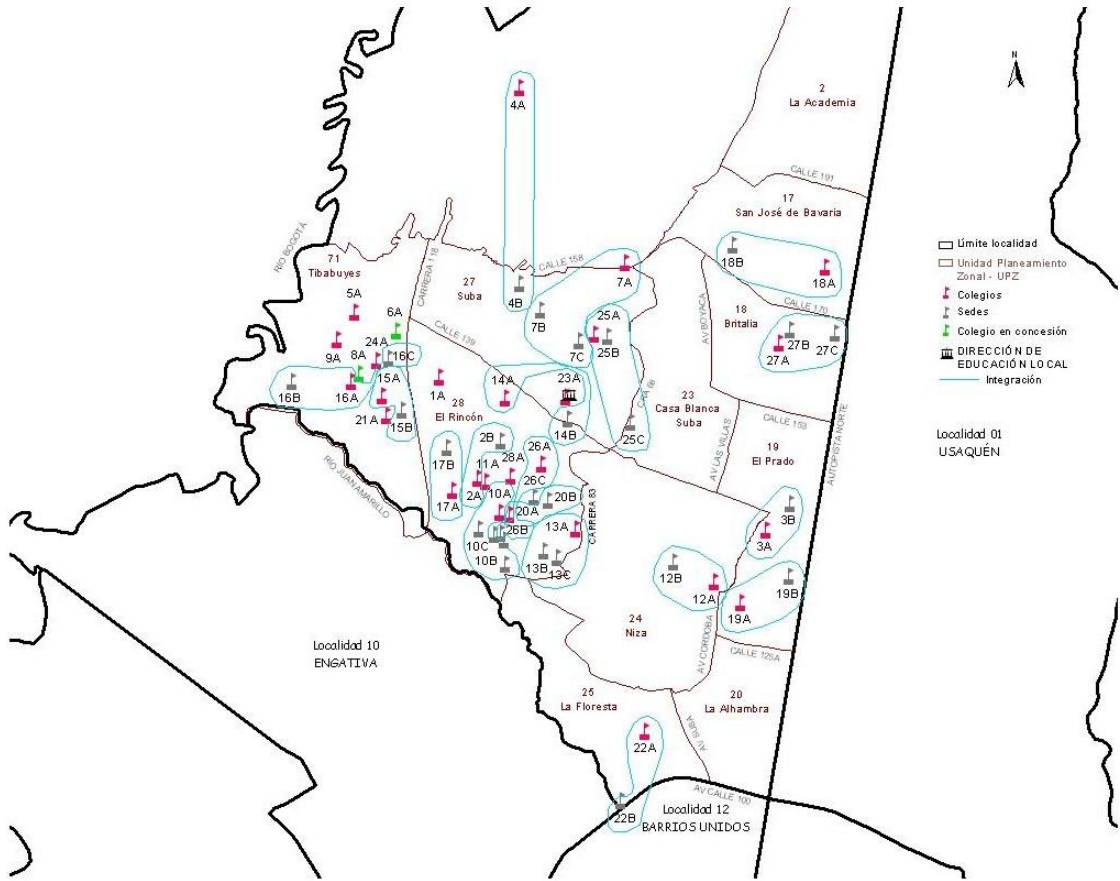 N
2
La Academia
CALLE 191
17
San José de Bavaria
4A
RIO BOGOTÁ
71
Tibabuyes
CARRERA 118
27
Suba
CALLE 158
7A
18B
18A
Límite localidad
Unidad Planeamiento
Zonal - UPZ
Colegios
Sedes
Colegio en concesión
DIRECCIÓN DE
EDUCACIÓN LOCAL
Integración
5A
6A
4B
7B
25A
AV BOYACA
18
Britalia
CALLE 170
27B
27A
27C
9A
8A
24A
16C
CALLE 139
7C
25B
16B
16A
15A
1A
14A
23A
CRA 68
23
Casa Blanca
Suba
21A
15B
28
El Rincón
14B
25C
AV LAS VILLAS
CALLE 153
19
El Prado
AUTOPISTA NORTE
Localidad 01
USAQUÉN
RÍO JUAN AMARILLO
17B
2B
28A
26A
11A
26C
17A
2A
10A
20A
20B
CARRERA 83
3B
26B
13A
3A
10C
10B
13B
13C
12B
12A
19B
19A
24
Niza
AV CORDOBA
CALLE 125A
Localidad 10
ENGATIVA
25
La Floresta
20
La Alhambra
AV SUBA
22A
AV CALLE 100
22B
Localidad 12
BARRIOS UNIDOS